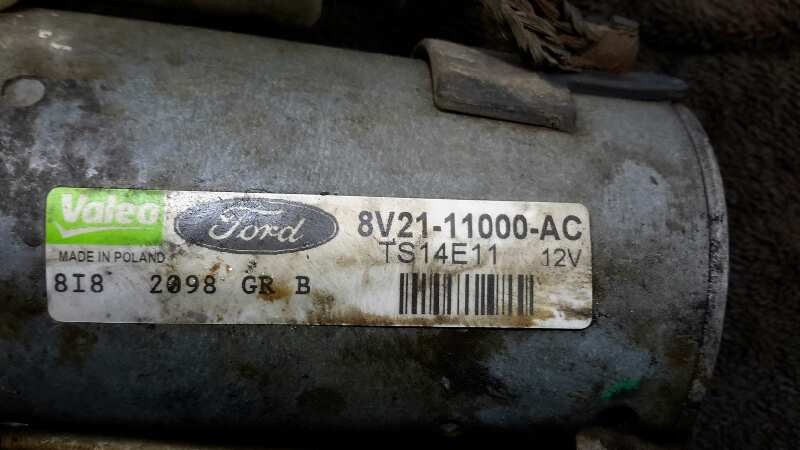 Valeo
Ford
8V21-11000-AC
MADE IN POLAND
TS14E11 12V
8I8 2098 GR B